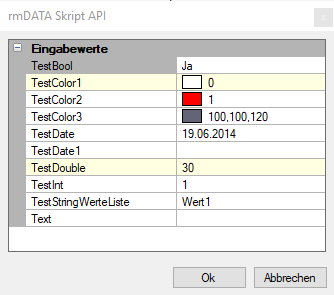 rmDATA Skript API
Eingabewerte
TestBool Ja
TestColor1 0
TestColor2 1
TestColor3 100,100,120
TestDate 19.06.2014
TestDate1
TestDouble 30
TestInt 1
TestStringWerteListe Wert1
Text
Ok Abbrechen